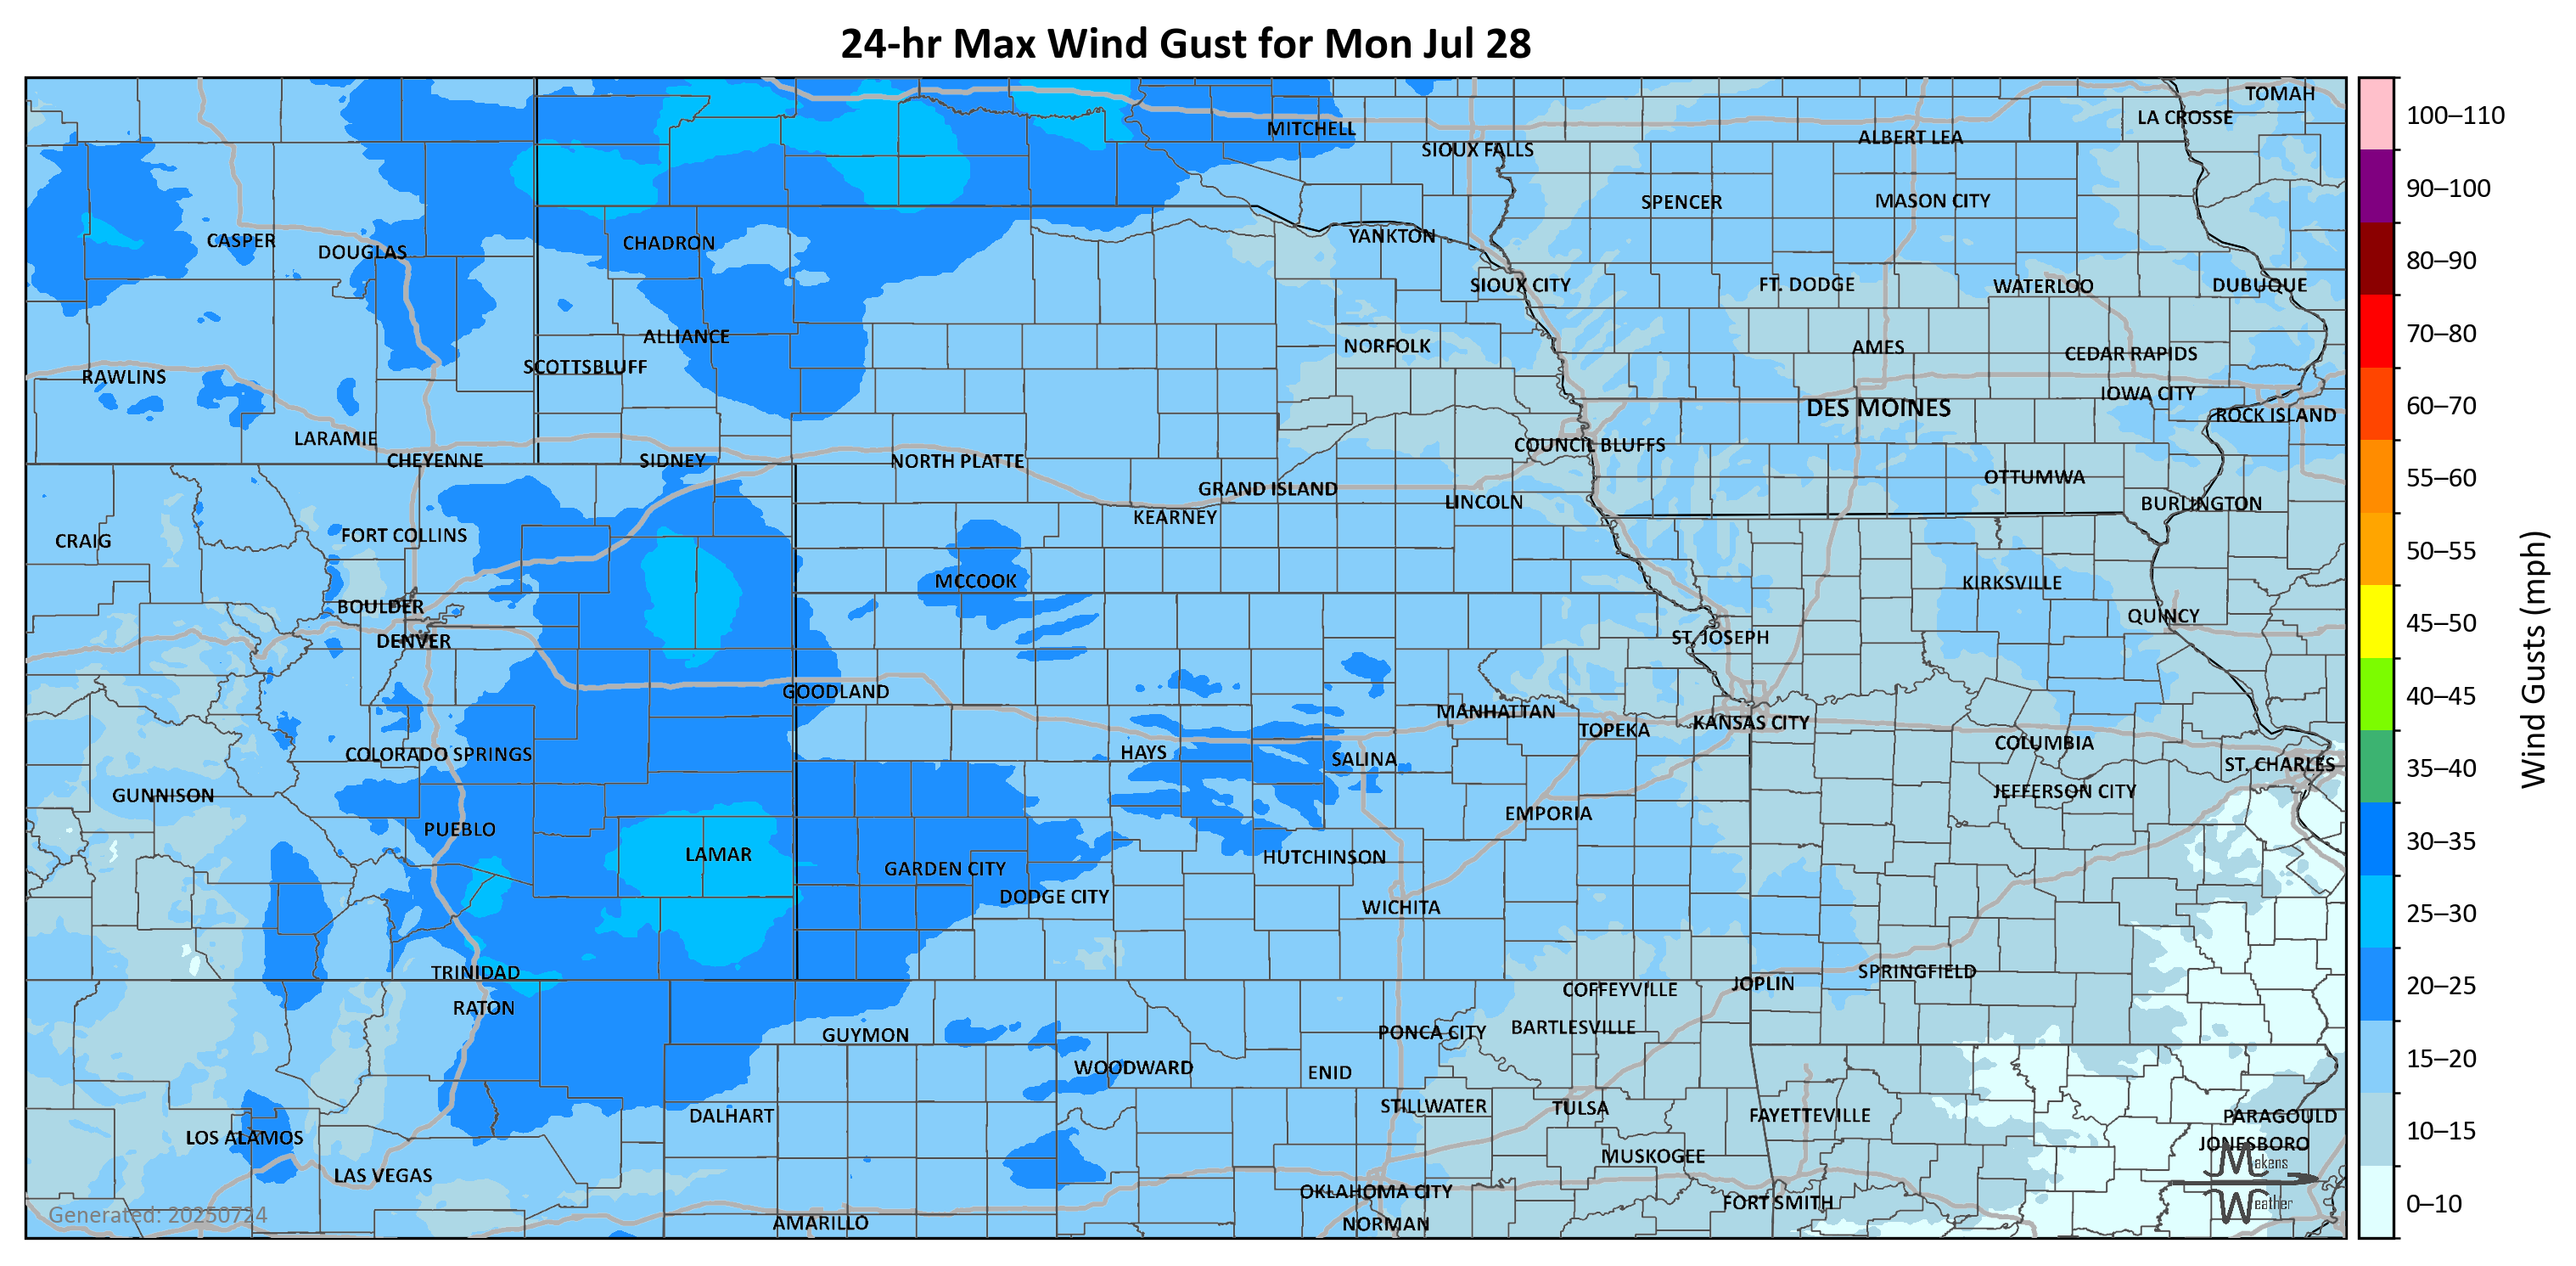 24-hr Max Wind Gust for Mon Jul 28
TOMAH
LA CROSSE
MITCHELL
ALBERT LEA
SIOUX FALLS
SPENCER
MASON CITY
CASPER
DOUGLAS
CHADRON
YANKTON
SIOUX CITY
FT. DODGE
WATERLOO
DUBUQUE
ALLIANCE
NORFOLK
AMES
CEDAR RAPIDS
SCOTTSBLUFF
RAWLINS
IOWA CITY
DES MOINES
ROCK ISLAND
LARAMIE
COUNCIL BLUFFS
CHEYENNE
SIDNEY
NORTH PLATTE
OTTUMWA
GRAND ISLAND
LINCOLN
BURLINGTON
KEARNEY
FORT COLLINS
CRAIG
MCCOOK
KIRKSVILLE
BOULDER
QUINCY
DENVER
ST. JOSEPH
GOODLAND
MANHATTAN
KANSAS CITY
TOPEKA
COLUMBIA
COLORADO SPRINGS
HAYS
SALINA
ST. CHARLES
GUNNISON
JEFFERSON CITY
EMPORIA
PUEBLO
LAMAR
HUTCHINSON
GARDEN CITY
DODGE CITY
WICHITA
TRINIDAD
SPRINGFIELD
JOPLIN
COFFEYVILLE
RATON
BARTLESVILLE
PONCA CITY
GUYMON
WOODWARD
ENID
STILLWATER
TULSA
DALHART
FAYETTEVILLE
PARAGOULD
LOS ALAMOS
JONESBORO
MUSKOGEE
LAS VEGAS
OKLAHOMA CITY
FORT SMITH
AMARILLO
NORMAN
Generated: 20250724
Makens
Weather
100–110
90–100
80–90
70–80
60–70
55–60
50–55
45–50
40–45
35–40
30–35
25–30
20–25
15–20
10–15
0–10
Wind Gusts (mph)